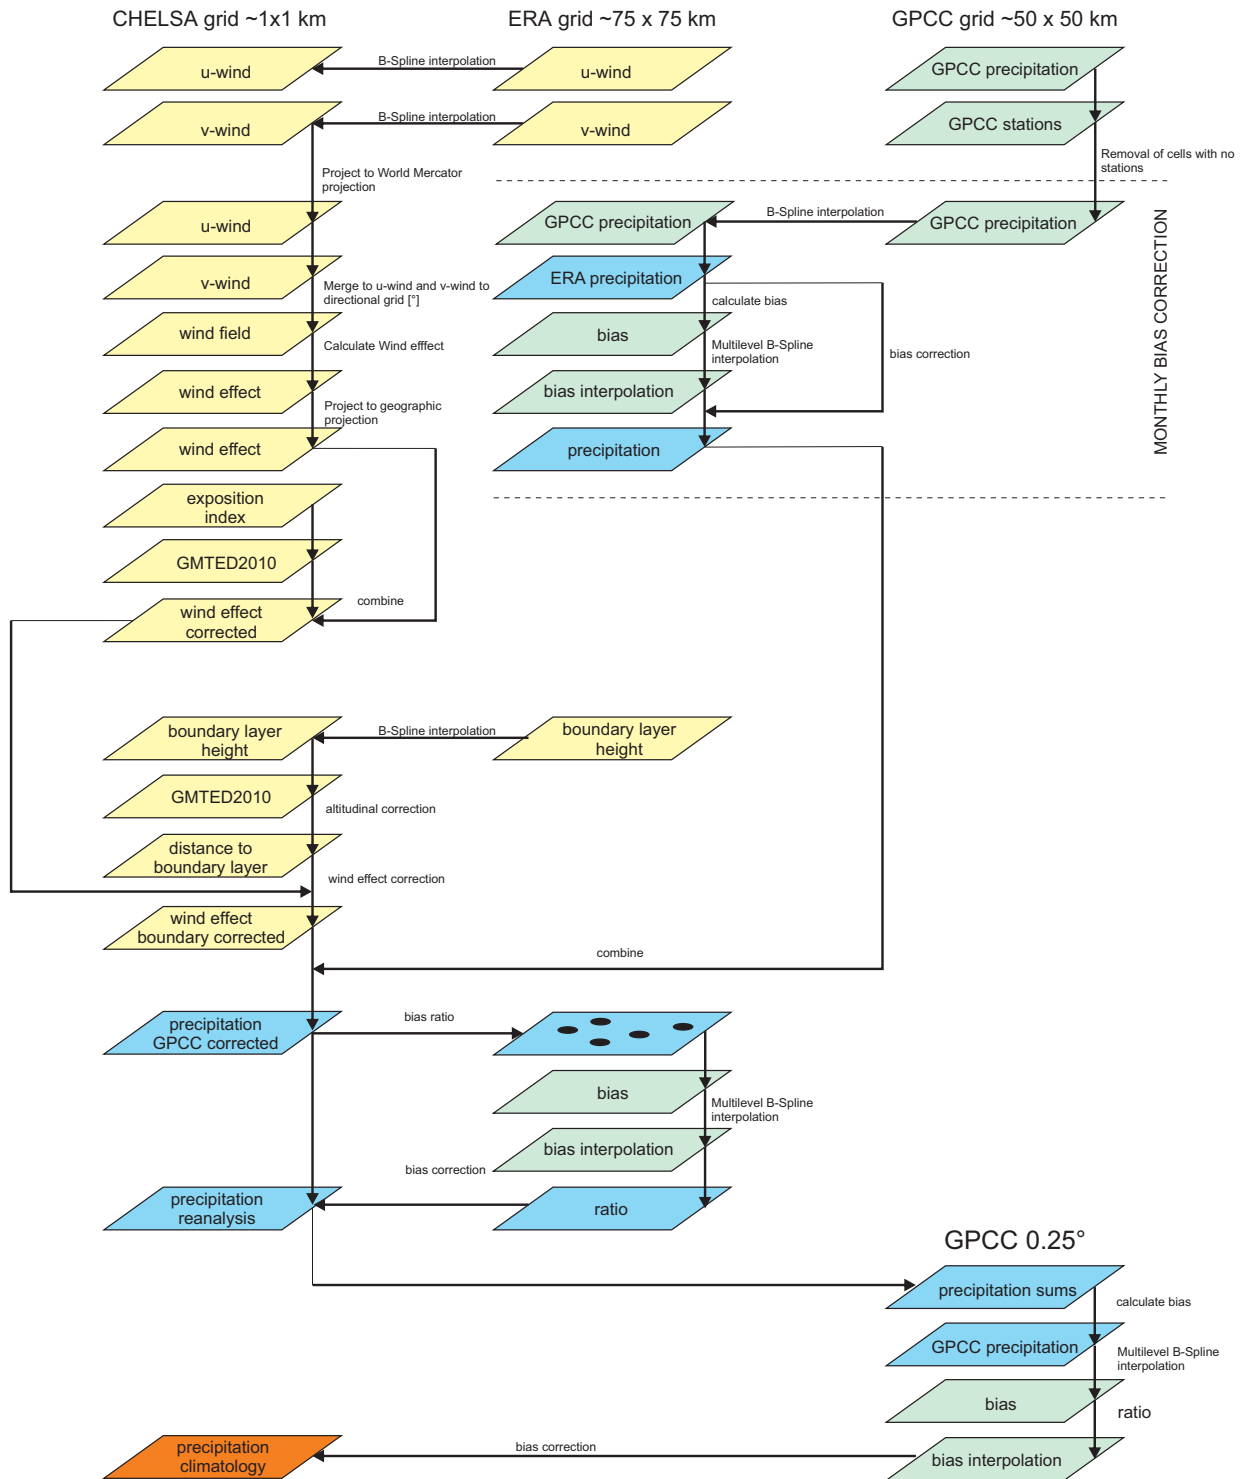 CHELSA grid ~1x1 km
ERA grid ~75 x 75 km
GPCC grid ~50 x 50 km
u-wind
B-Spline interpolation
u-wind
GPCC precipitation
v-wind
B-Spline interpolation
v-wind
GPCC stations
Project to World Mercator
projection
Removal of cells with no
stations
u-wind
GPCC precipitation
B-Spline interpolation
GPCC precipitation
v-wind
ERA precipitation
Merge to u-wind and v-wind to
directional grid [°]
calculate bias
wind field
Calculate Wind efffect
bias
Multilevel B-Spline
interpolation
bias correction
MONTHLY BIAS CORRECTION
wind effect
Project to geographic
projection
bias interpolation
wind effect
precipitation
exposition
index
GMTED2010
wind effect
corrected
combine
boundary layer
height
B-Spline interpolation
boundary layer
height
GMTED2010
altitudinal correction
distance to
boundary layer
wind effect correction
wind effect
boundary corrected
combine
precipitation
GPCC corrected
bias ratio
bias
Multilevel B-Spline
interpolation
bias interpolation
bias correction
precipitation
reanalysis
ratio
GPCC 0.25°
precipitation sums
calculate bias
GPCC precipitation
Multilevel B-Spline
interpolation
bias
ratio
precipitation
climatology
bias correction
bias interpolation